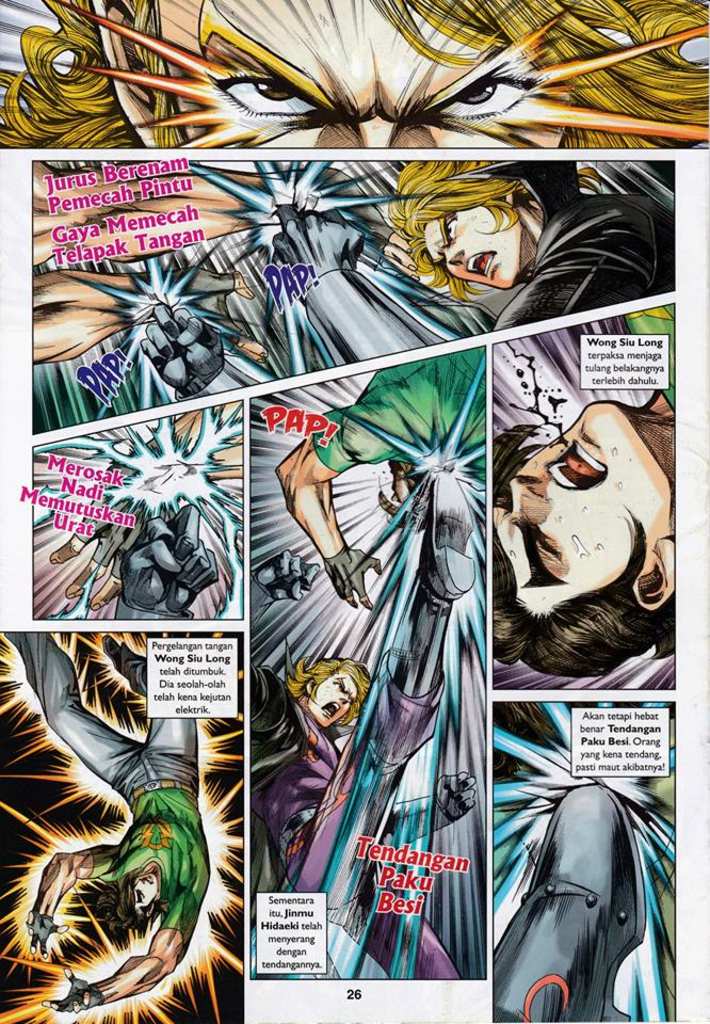 Jurus Berenam
Pemecah Pintu
Gaya Memecah
Telapak Tangan
PAP!
PAP!
Wong Siu Long
terpaksa menjaga
tulang belakangnya
terlebih dahulu.
Merosak
Nadi
Memutuskan
Urat
PAP!
Pergelangan tangan
Wong Siu Long
telah ditumbuk.
Dia seolah-olah
telah kena kejutan
elektrik.
Tendangan
Paku
Besi
Sementara
itu, Jinmu
Hidaeki telah
menyerang
dengan
tendangannya.
Akan tetapi hebat
benar Tendangan
Paku Besi. Orang
yang kena tendang,
pasti maut akibatnya!
26